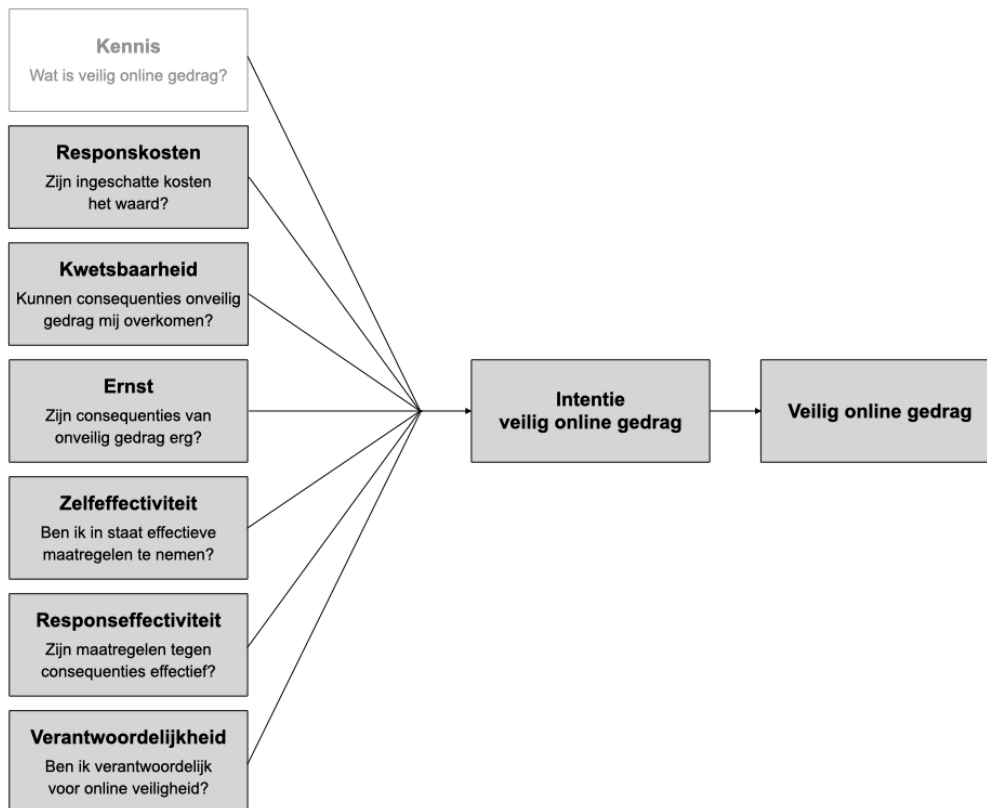 Kennis
Wat is veilig online gedrag?
Responskosten
Zijn ingeschatte kosten
het waard?
Kwetsbaarheid
Kunnen consequenties onveilig
gedrag mij overkomen?
Ernst
Zijn consequenties van
onveilig gedrag erg?
Zelfeffectiviteit
Ben ik in staat effectieve
maatregelen te nemen?
Responseffectiviteit
Zijn maatregelen tegen
consequenties effectief?
Verantwoordelijkheid
Ben ik verantwoordelijk
voor online veiligheid?
Intentie
veilig online gedrag
Veilig online gedrag